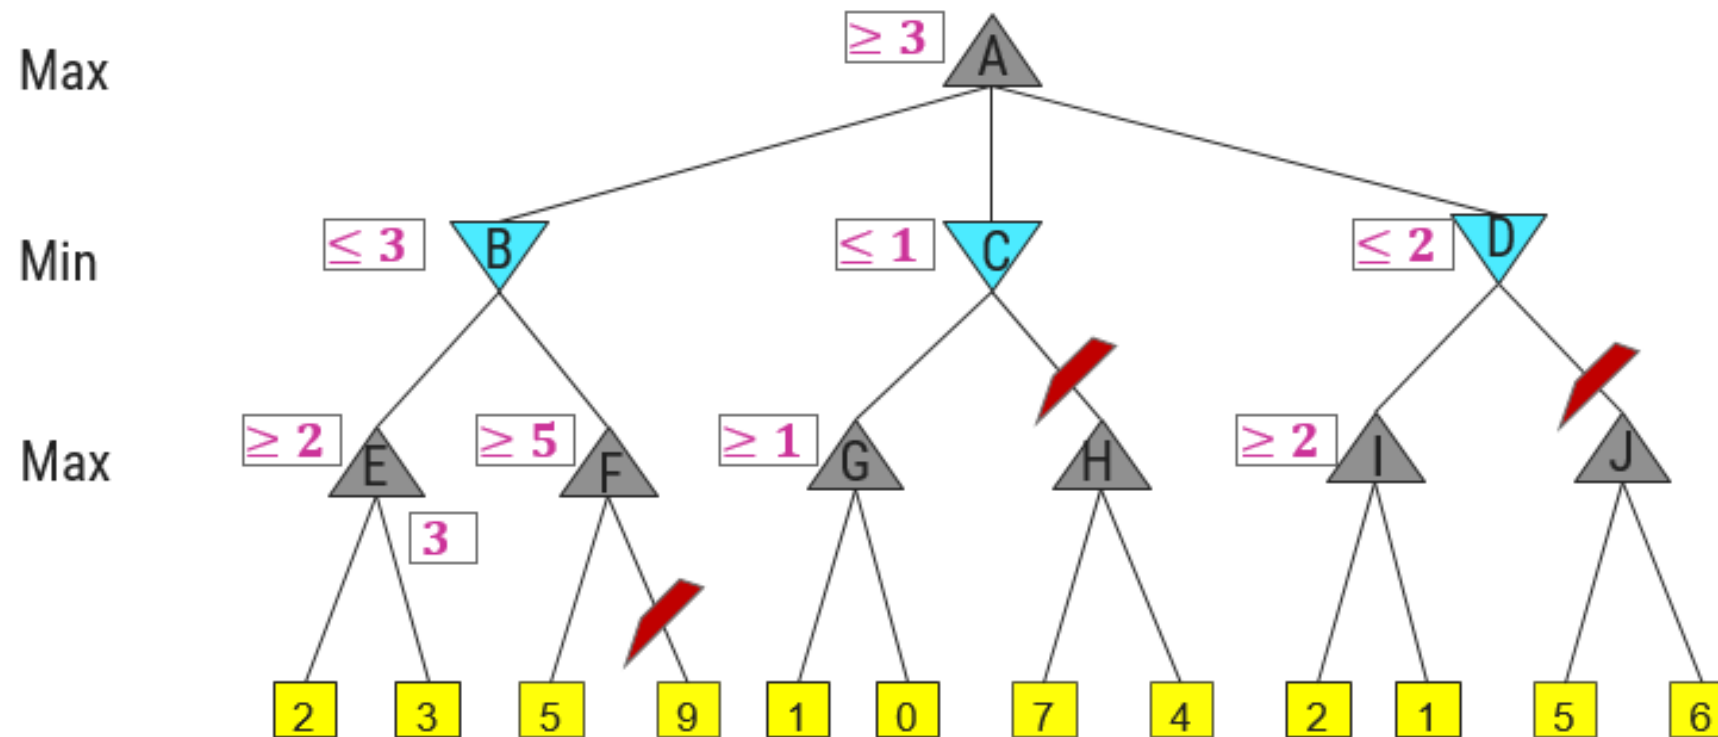 Max ≥ 3 A
Min ≤ 3 B ≤ 1 C ≤ 2 D
Max ≥ 2 E ≥ 5 F ≥ 1 G H ≥ 2 I J
3
2 3 5 9 1 0 7 4 2 1 5 6